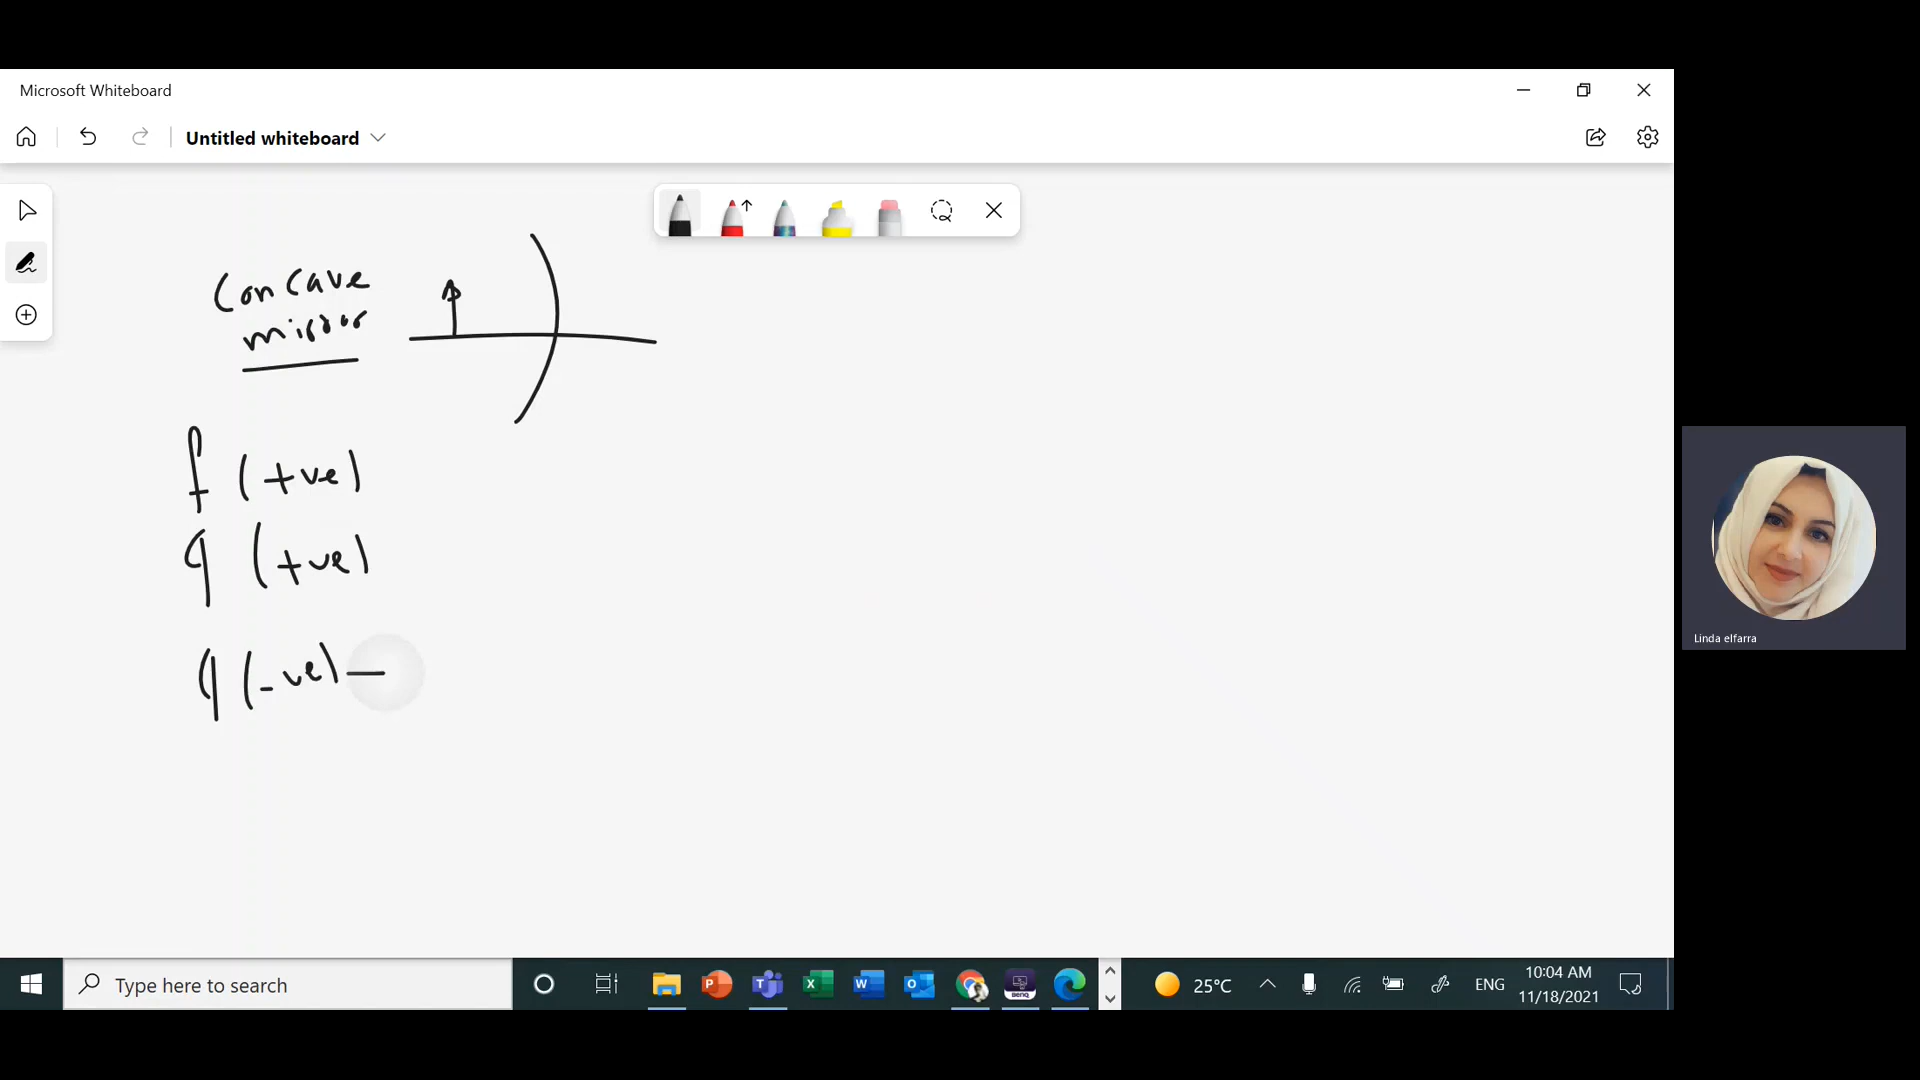 Microsoft Whiteboard
Untitled whiteboard
Concave
mirror
f (+ve)
q (+ve)
q (-ve) —
Linda elfarra
Type here to search
25°C
ENG
10:04 AM
11/18/2021
BenQ